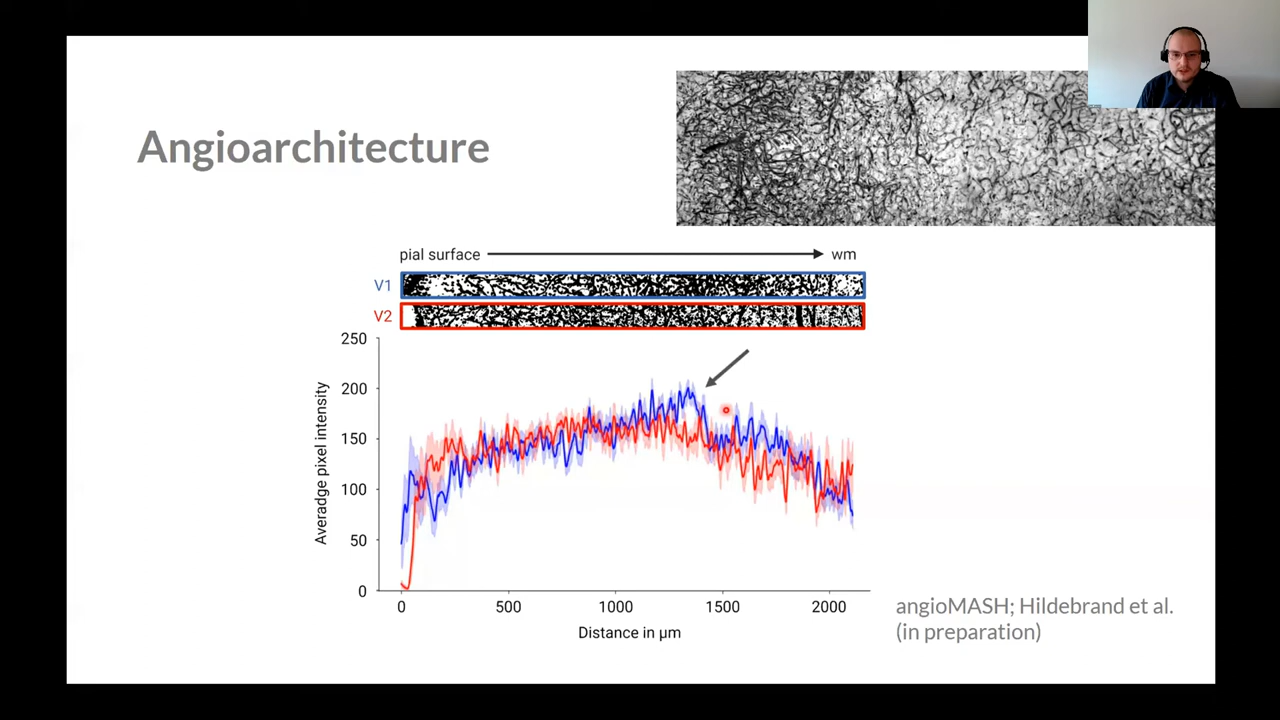 Angioarchitecture
pial surface
wm
V1
V2
250
200
150
100
50
0
Averadge pixel intensity
0
500
1000
1500
2000
Distance in µm
angioMASH; Hildebrand et al.
(in preparation)